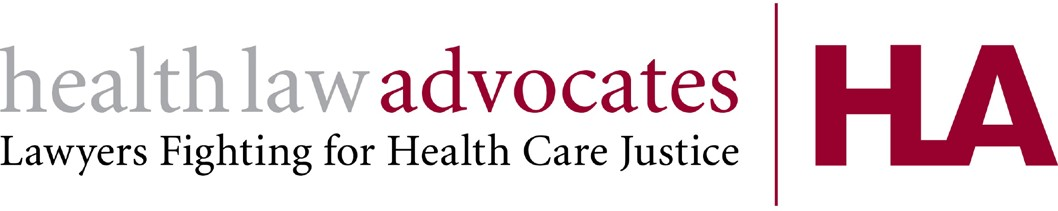 health law advocates
Lawyers Fighting for Health Care Justice
HLA